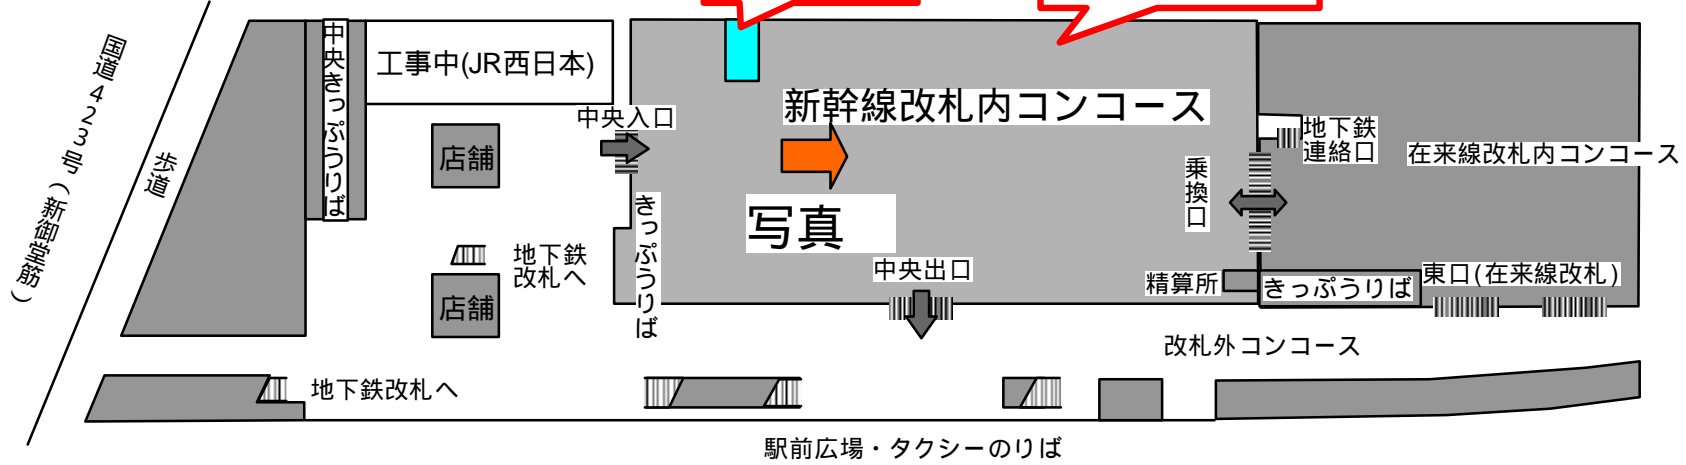 国道423号(新御堂筋)
歩道
中央きっぷうりば
工事中(JR西日本)
店舗
中央入口
新幹線改札内コンコース
地下鉄
連絡口
在来線改札内コンコース
乗換口
写真
きっぷうりば
地下鉄
改札へ
店舗
中央出口
精算所
きっぷうりば
東口(在来線改札)
改札外コンコース
地下鉄改札へ
駅前広場・タクシーのりば